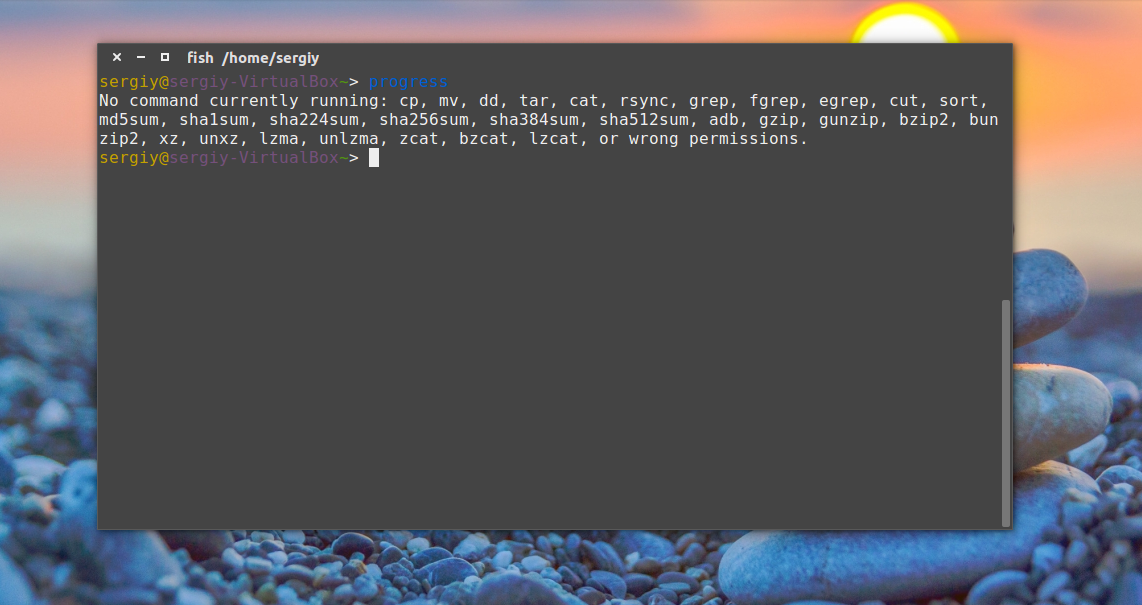 fish /home/sergiy
sergiy@sergiy-VirtualBox~> progress
No command currently running: cp, mv, dd, tar, cat, rsync, grep, fgrep, egrep, cut, sort,
md5sum, sha1sum, sha224sum, sha256sum, sha384sum, sha512sum, adb, gzip, gunzip, bzip2, bun
zip2, xz, unxz, lzma, unlzma, zcat, bzcat, lzcat, or wrong permissions.
sergiy@sergiy-VirtualBox~>